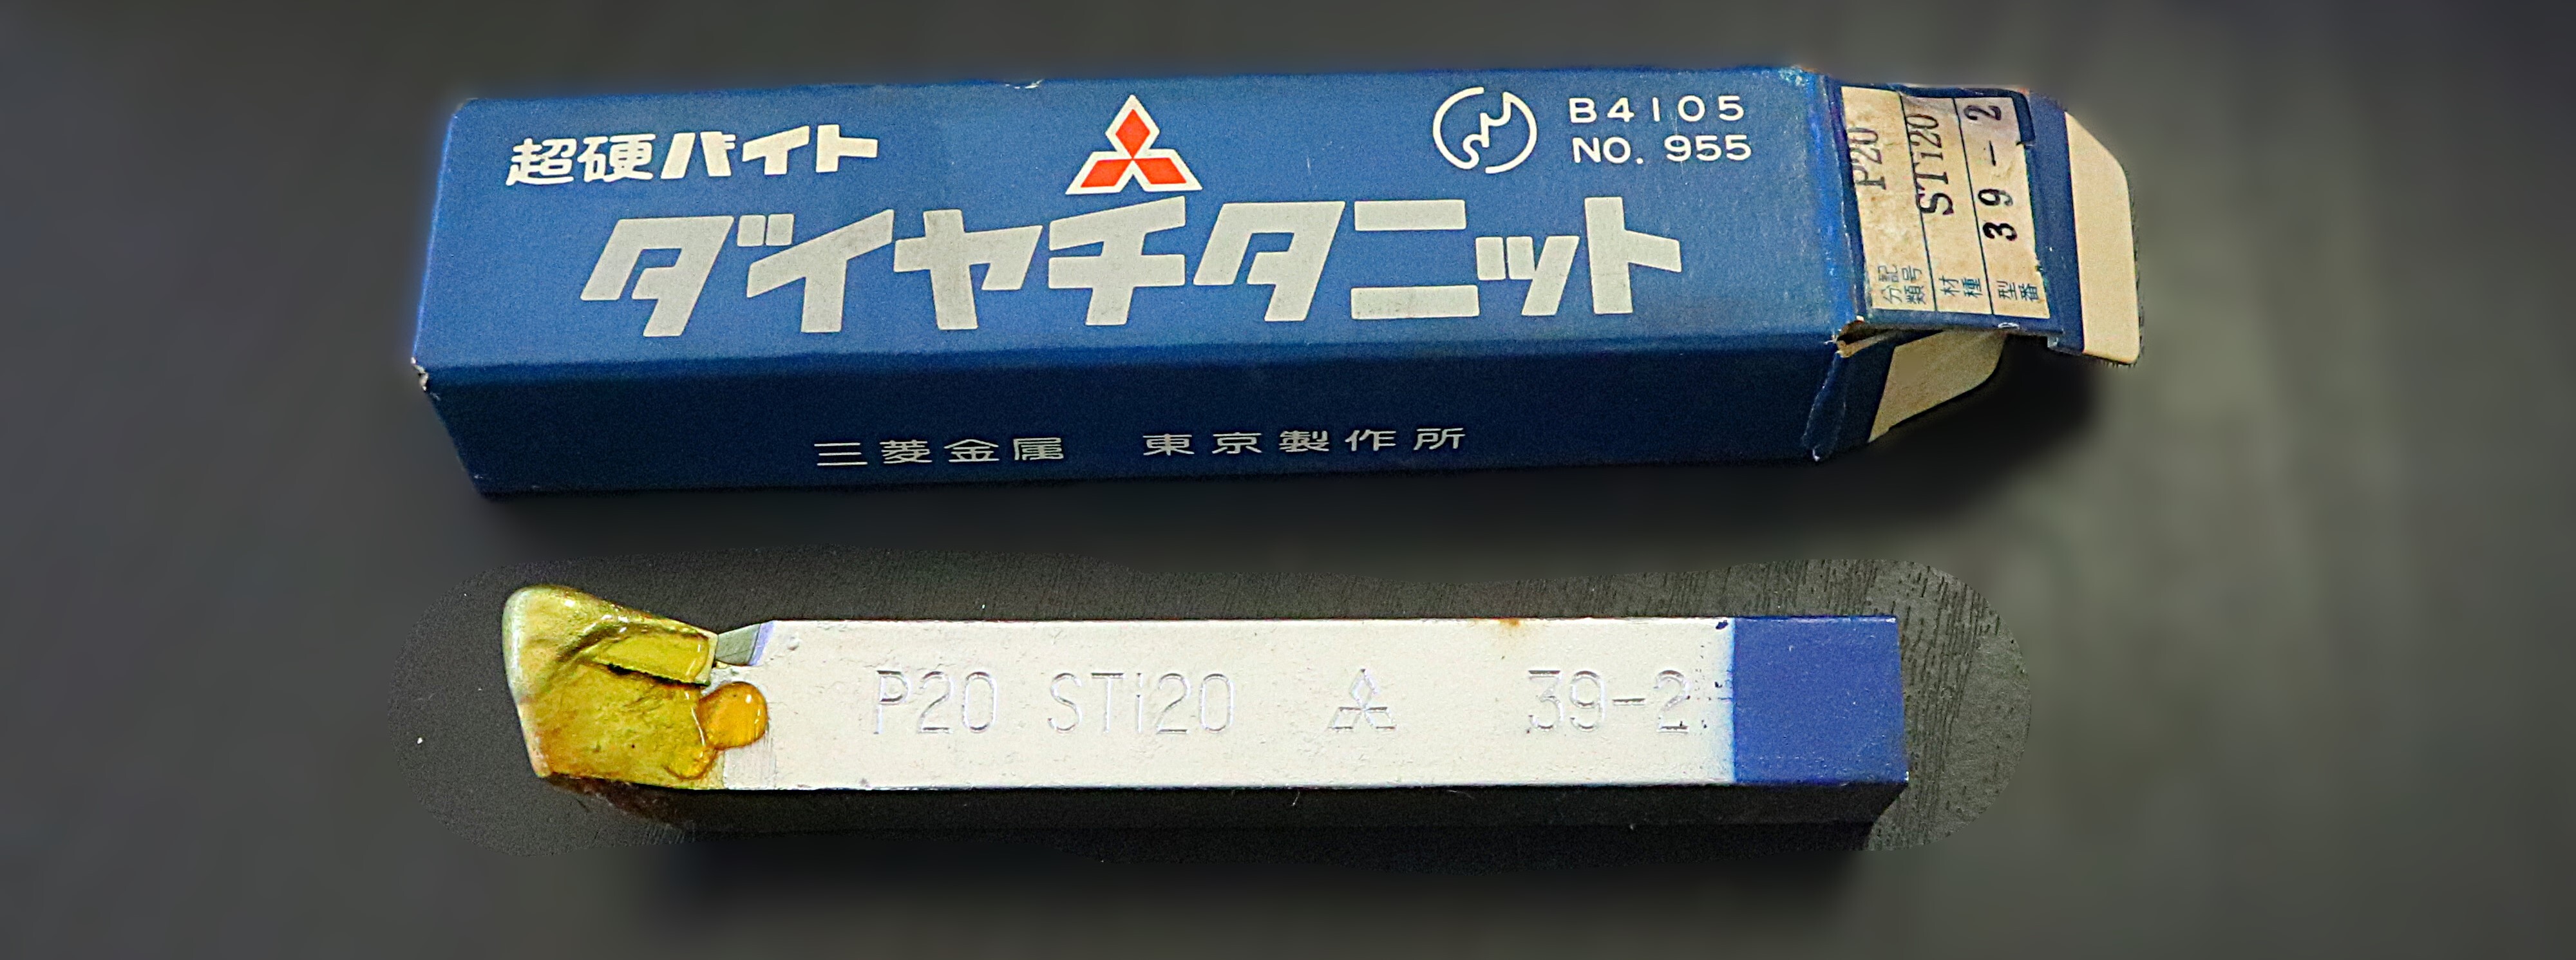 超硬バイト
B4105
NO. 955
ダイヤチタニット
三菱金属 東京製作所
分類記号 P20
材種 STi20
型番 39-2
P20 STi20 39-2